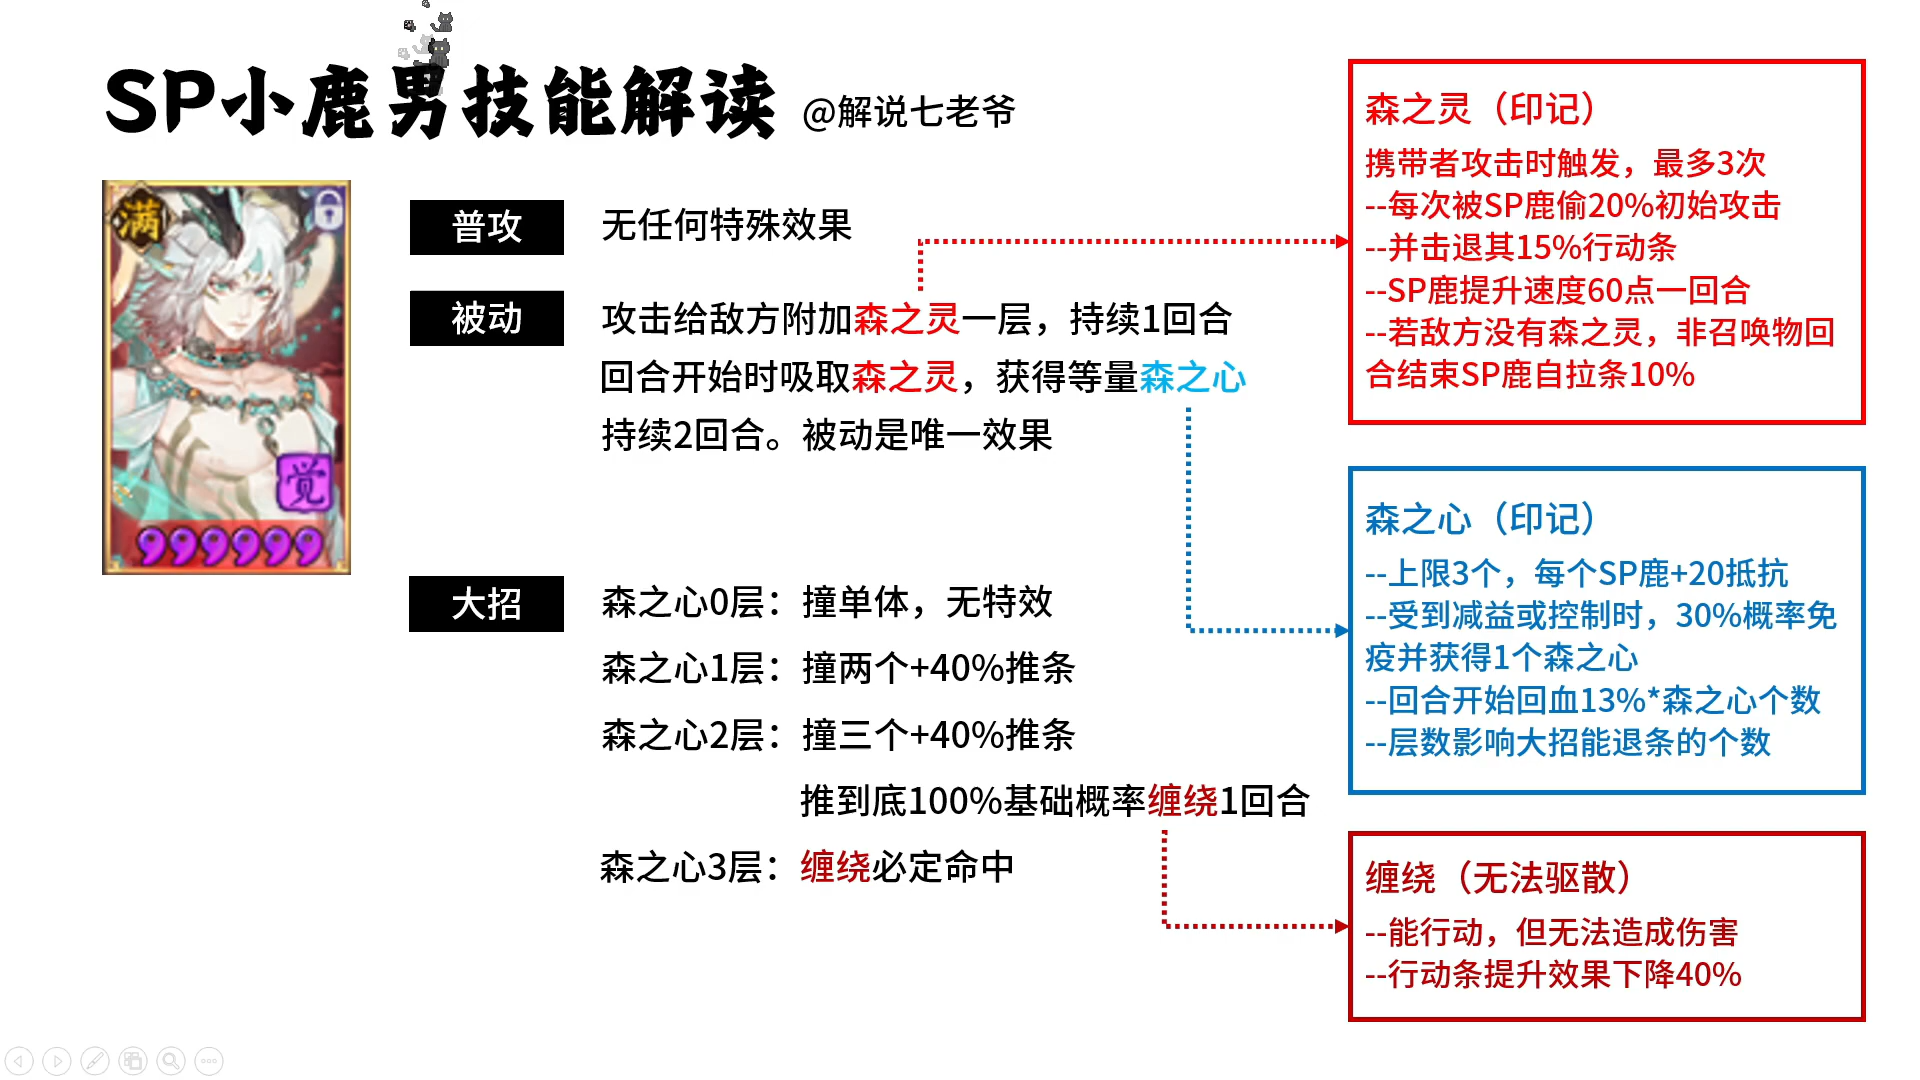 SP小鹿男技能解读 @解说七老爷
满
觉
普攻
无任何特殊效果
被动
攻击给敌方附加森之灵一层，持续1回合
回合开始时吸取森之灵，获得等量森之心
持续2回合。被动是唯一效果
大招
森之心0层：撞单体，无特效
森之心1层：撞两个+40%推条
森之心2层：撞三个+40%推条
推到底100%基础概率缠绕1回合
森之心3层：缠绕必定命中
森之灵（印记）
携带者攻击时触发，最多3次
--每次被SP鹿偷20%初始攻击
--并击退其15%行动条
--SP鹿提升速度60点一回合
--若敌方没有森之灵，非召唤物回
合结束SP鹿自拉条10%
森之心（印记）
--上限3个，每个SP鹿+20抵抗
--受到减益或控制时，30%概率免
疫并获得1个森之心
--回合开始回血13%*森之心个数
--层数影响大招能退条的个数
缠绕（无法驱散）
--能行动，但无法造成伤害
--行动条提升效果下降40%